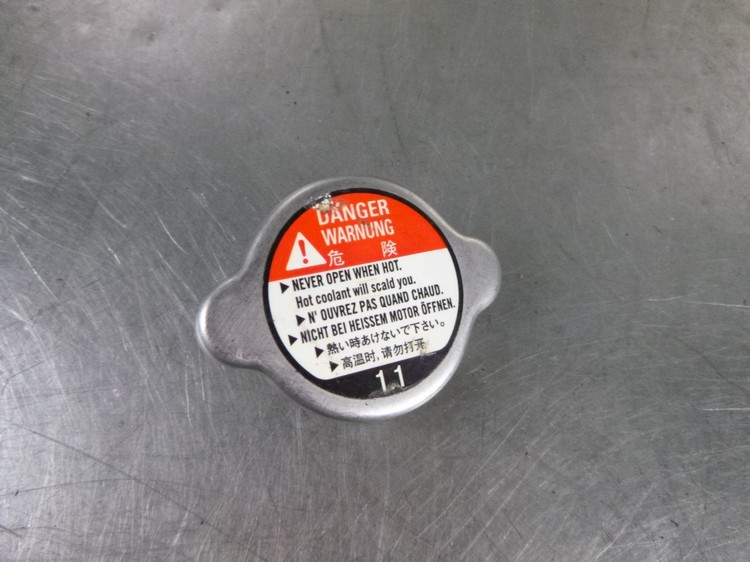 DANGER
WARNUNG
危 険
▶NEVER OPEN WHEN HOT.
Hot coolant will scald you.
▶N' OUVREZ PAS QUAND CHAUD.
▶NICHT BEI HEISSEM MOTOR ÖFFNEN.
▶熱い時あけないで下さい。
▶高温时,请勿打开
1.1